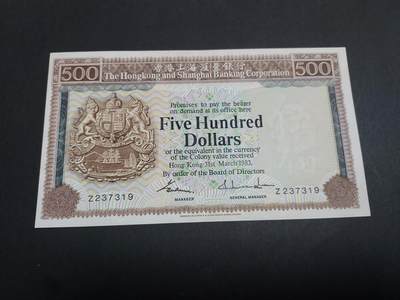 香港上海滙豐銀行
500 The Hongkong and Shanghai Banking Corporation 500
Promises to pay the bearer
on demand at its office here
Five Hundred
Dollars
or the equivalent in the currency
of the Colony value received
Hong Kong 31st March 1983.
By order of the Board of Directors
Z237319 Z237319
MANAGER GENERAL MANAGER